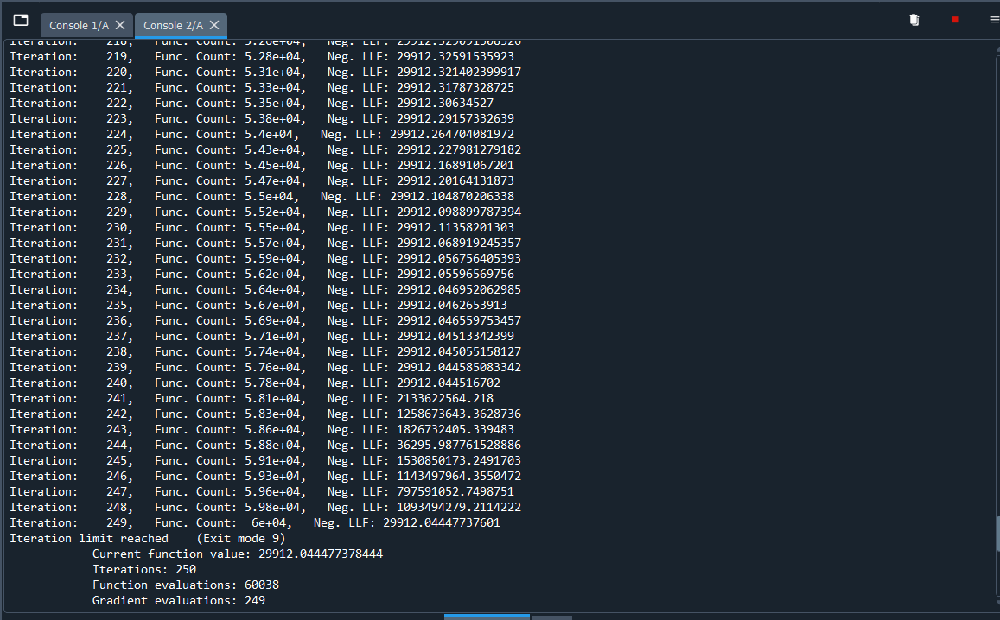 Console 1/A
Console 2/A
Iteration: 218, Func. Count: 5.26e+04, Neg. LLF:
Iteration: 219, Func. Count: 5.28e+04, Neg. LLF: 29912.32591535923
Iteration: 220, Func. Count: 5.31e+04, Neg. LLF: 29912.321402399917
Iteration: 221, Func. Count: 5.33e+04, Neg. LLF: 29912.31787328725
Iteration: 222, Func. Count: 5.35e+04, Neg. LLF: 29912.30634527
Iteration: 223, Func. Count: 5.38e+04, Neg. LLF: 29912.29157332639
Iteration: 224, Func. Count: 5.4e+04, Neg. LLF: 29912.264704081972
Iteration: 225, Func. Count: 5.43e+04, Neg. LLF: 29912.227981279182
Iteration: 226, Func. Count: 5.45e+04, Neg. LLF: 29912.16891067201
Iteration: 227, Func. Count: 5.47e+04, Neg. LLF: 29912.20164131873
Iteration: 228, Func. Count: 5.5e+04, Neg. LLF: 29912.104870206338
Iteration: 229, Func. Count: 5.52e+04, Neg. LLF: 29912.098899787394
Iteration: 230, Func. Count: 5.55e+04, Neg. LLF: 29912.11358201303
Iteration: 231, Func. Count: 5.57e+04, Neg. LLF: 29912.068919245357
Iteration: 232, Func. Count: 5.59e+04, Neg. LLF: 29912.056756405393
Iteration: 233, Func. Count: 5.62e+04, Neg. LLF: 29912.05596569756
Iteration: 234, Func. Count: 5.64e+04, Neg. LLF: 29912.046952062985
Iteration: 235, Func. Count: 5.67e+04, Neg. LLF: 29912.0462653913
Iteration: 236, Func. Count: 5.69e+04, Neg. LLF: 29912.046559753457
Iteration: 237, Func. Count: 5.71e+04, Neg. LLF: 29912.04513342399
Iteration: 238, Func. Count: 5.74e+04, Neg. LLF: 29912.045055158127
Iteration: 239, Func. Count: 5.76e+04, Neg. LLF: 29912.044585083342
Iteration: 240, Func. Count: 5.78e+04, Neg. LLF: 29912.044516702
Iteration: 241, Func. Count: 5.81e+04, Neg. LLF: 2133622564.218
Iteration: 242, Func. Count: 5.83e+04, Neg. LLF: 1258673643.3628736
Iteration: 243, Func. Count: 5.86e+04, Neg. LLF: 1826732405.339483
Iteration: 244, Func. Count: 5.88e+04, Neg. LLF: 36295.987761528886
Iteration: 245, Func. Count: 5.91e+04, Neg. LLF: 1530850173.2491703
Iteration: 246, Func. Count: 5.93e+04, Neg. LLF: 1143497964.3550472
Iteration: 247, Func. Count: 5.96e+04, Neg. LLF: 797591052.7498751
Iteration: 248, Func. Count: 5.98e+04, Neg. LLF: 1093494279.2114222
Iteration: 249, Func. Count: 6e+04, Neg. LLF: 29912.04447737601
Iteration limit reached (Exit mode 9)
Current function value: 29912.044477378444
Iterations: 250
Function evaluations: 60038
Gradient evaluations: 249